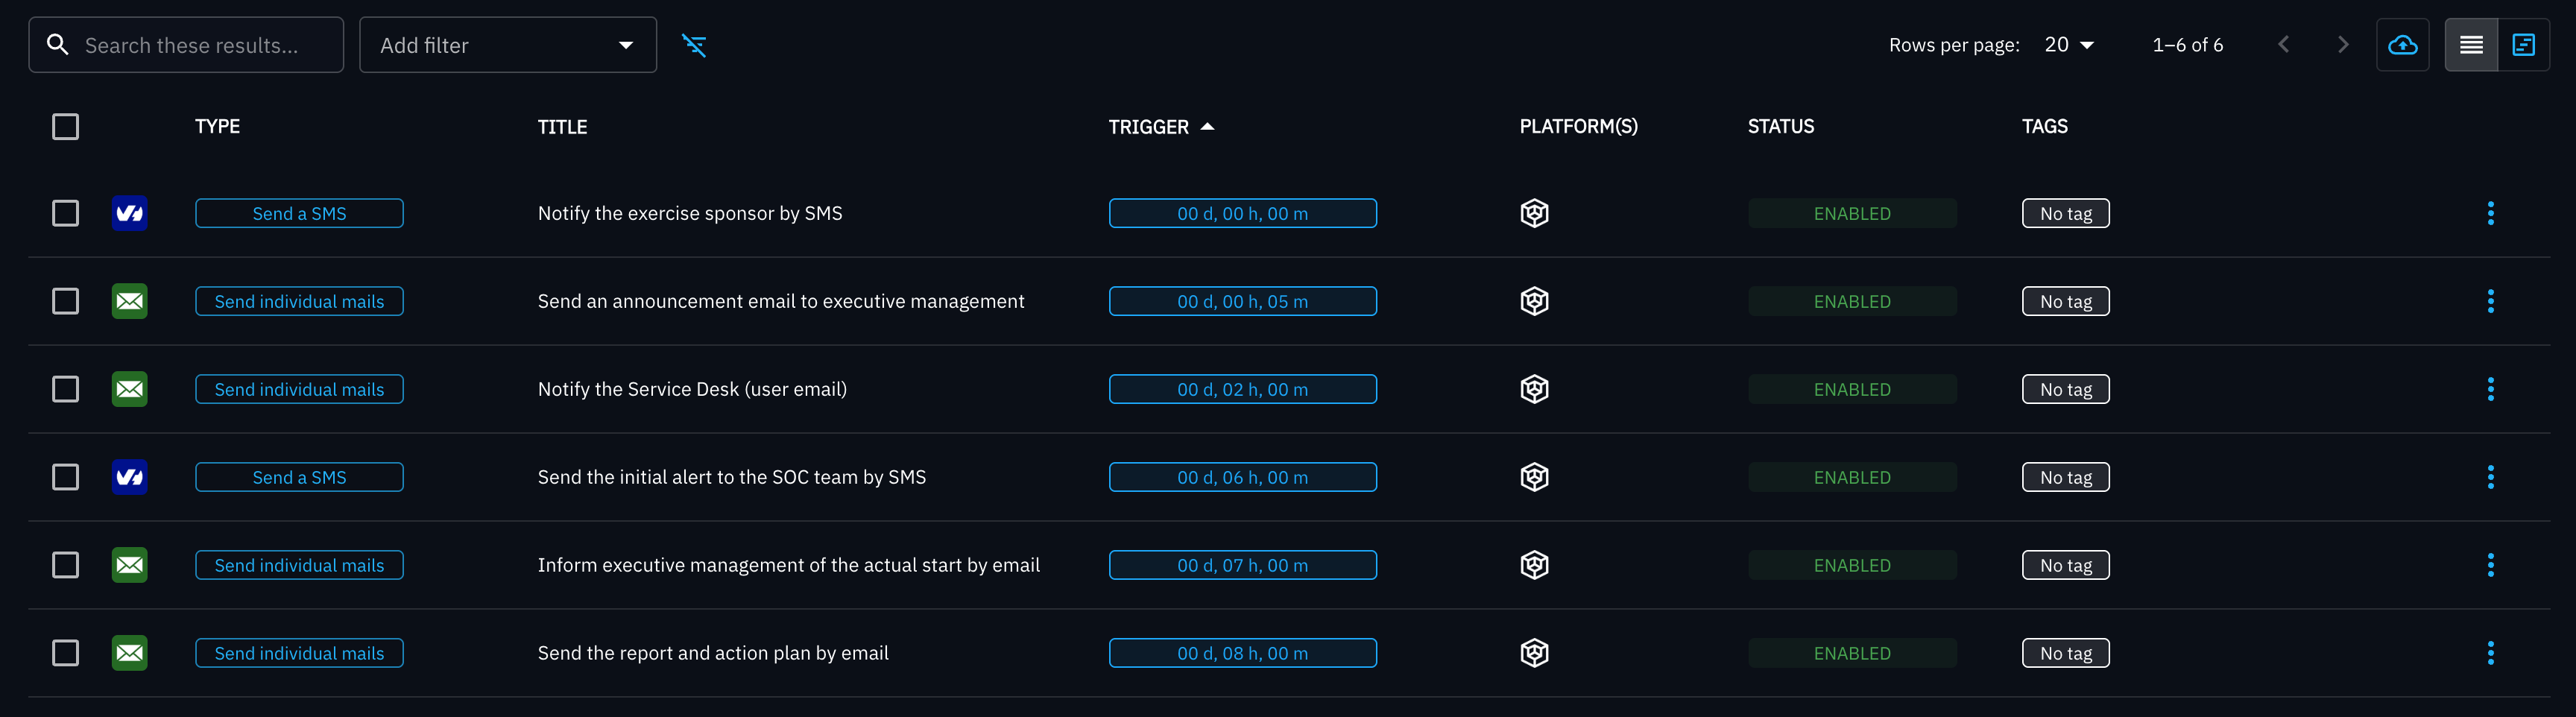 Search these results... Add filter Rows per page: 20 1–6 of 6
TYPE TITLE TRIGGER PLATFORM(S) STATUS TAGS
Send a SMS Notify the exercise sponsor by SMS 00 d, 00 h, 00 m ENABLED No tag
Send individual mails Send an announcement email to executive management 00 d, 00 h, 05 m ENABLED No tag
Send individual mails Notify the Service Desk (user email) 00 d, 02 h, 00 m ENABLED No tag
Send a SMS Send the initial alert to the SOC team by SMS 00 d, 06 h, 00 m ENABLED No tag
Send individual mails Inform executive management of the actual start by email 00 d, 07 h, 00 m ENABLED No tag
Send individual mails Send the report and action plan by email 00 d, 08 h, 00 m ENABLED No tag